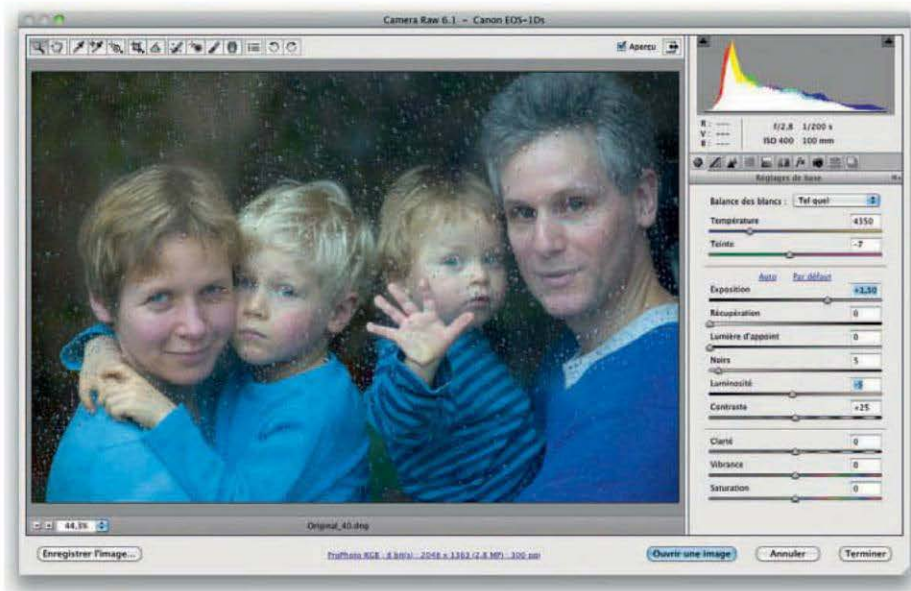 Camera Raw 6.1 – Canon EOS-1Ds
Aperçu
R : ---
V : ---
B : ---
f/2,8 1/200 s
ISO 400 100 mm
Réglages de base
Balance des blancs : Tel quel
Température 4350
Teinte -7
Auto Par défaut
Exposition +1,50
Récupération 0
Lumière d'appoint 0
Noirs 5
Luminosité -5
Contraste +25
Clarté 0
Vibrance 0
Saturation 0
44,3%
Original_40.dng
Enregistrer l'image...
ProPhoto RGB ; 8 bit(s) ; 2048 x 1363 (2,8 MP) ; 300 ppi
Ouvrir une image
Annuler
Terminer